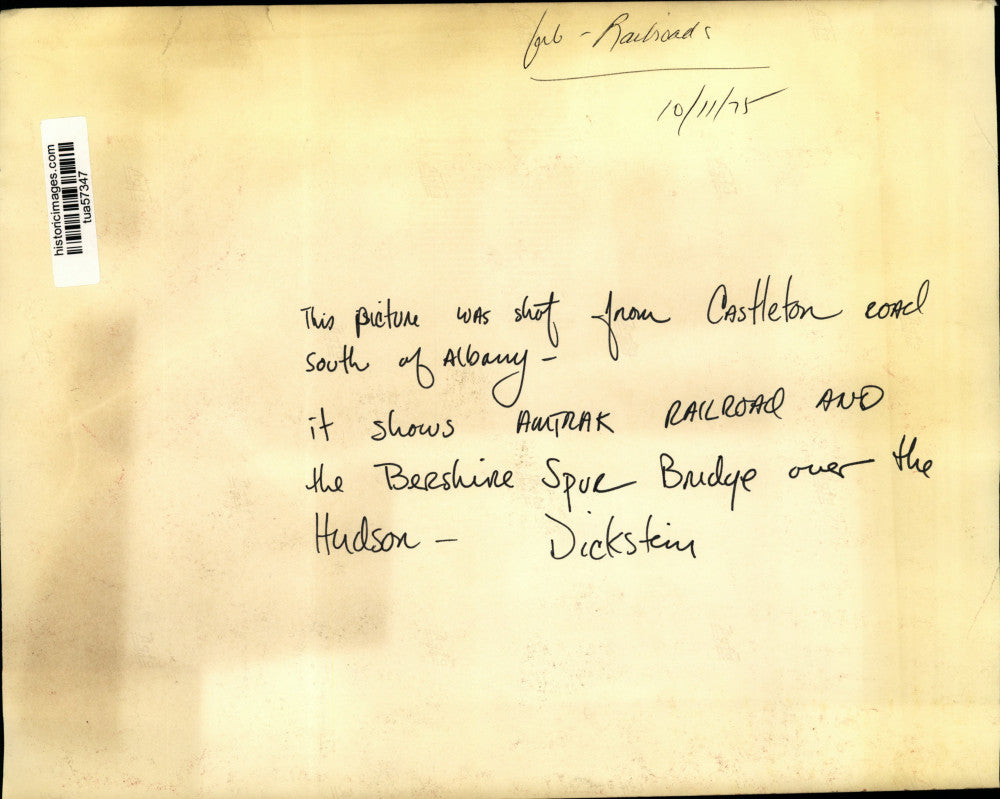 - Railroads
10/11/75
historicimages.com
tua57347
This picture was shot from Castleton road
south of Albany -
it shows AMTRAK RAILROAd AND
the Bershire Spur Bridge over the
Hudson - Dickstein